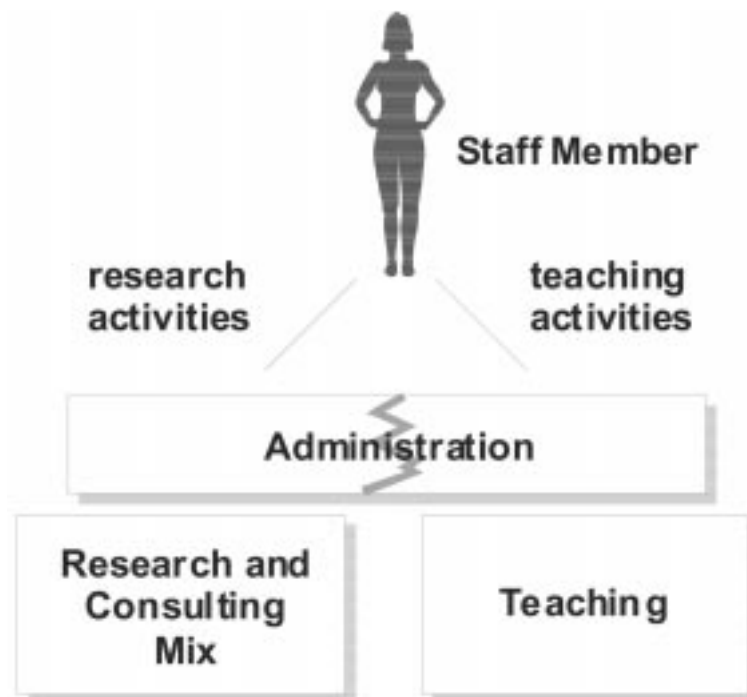 Staff Member
research
activities
teaching
activities
Administration
Research and
Consulting
Mix
Teaching